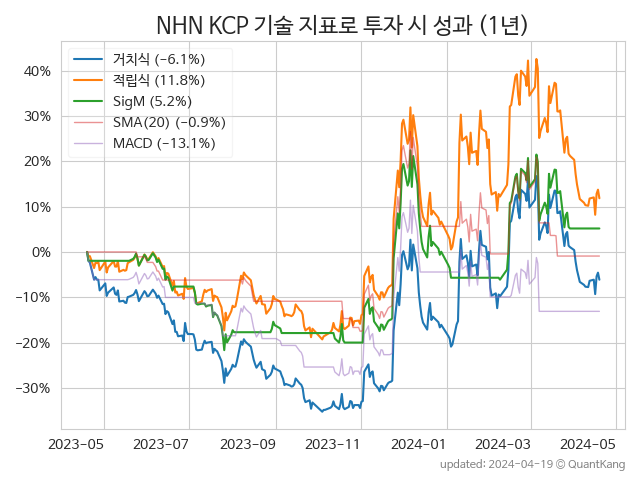 NHN KCP 기술 지표로 투자 시 성과 (1년)
거치식 (−6.1%)
적립식 (11.8%)
SigM (5.2%)
SMA(20) (−0.9%)
MACD (−13.1%)
40%
30%
20%
10%
0%
−10%
−20%
−30%
2023-05 2023-07 2023-09 2023-11 2024-01 2024-03 2024-05
updated: 2024-04-19 © QuantKang